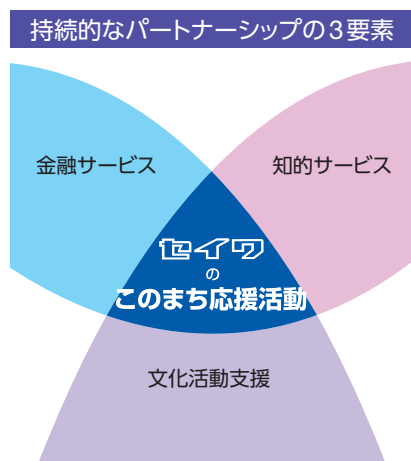 持続的なパートナーシップの3要素
金融サービス
知的サービス
セイワ
の
このまち応援活動
文化活動支援